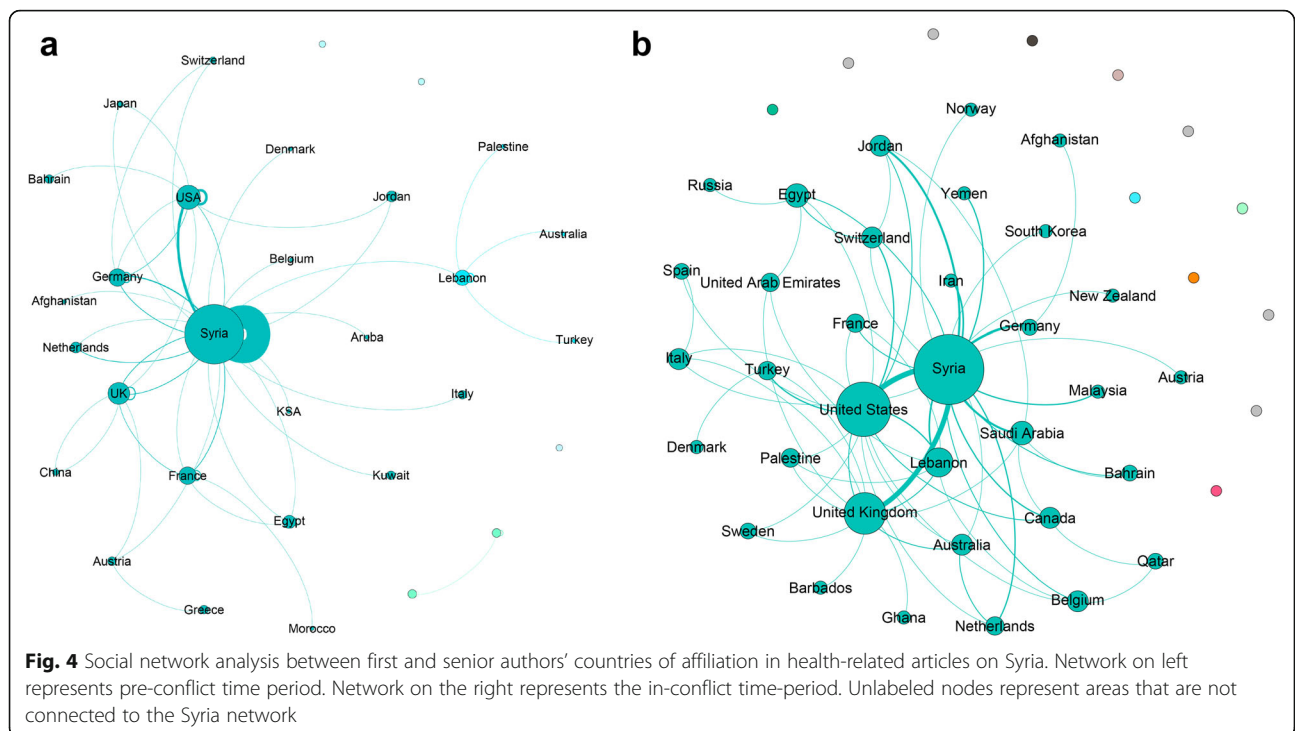 a
b
Switzerland
Japan
Denmark
Palestine
Bahrain
USA
Jordan
Australia
Belgium
Germany
Lebanon
Afghanistan
Syria
Aruba
Turkey
Netherlands
UK
Italy
KSA
China
France
Kuwait
Egypt
Austria
Greece
Morocco
Norway
Jordan
Afghanistan
Russia
Egypt
Yemen
Switzerland
South Korea
Spain
United Arab Emirates
Iran
New Zealand
France
Germany
Italy
Turkey
Syria
Austria
Malaysia
United States
Denmark
Saudi Arabia
Palestine
Lebanon
Bahrain
United Kingdom
Canada
Sweden
Australia
Qatar
Barbados
Belgium
Ghana
Netherlands
Fig. 4 Social network analysis between first and senior authors’ countries of affiliation in health-related articles on Syria. Network on left
represents pre-conflict time period. Network on the right represents the in-conflict time-period. Unlabeled nodes represent areas that are not
connected to the Syria network